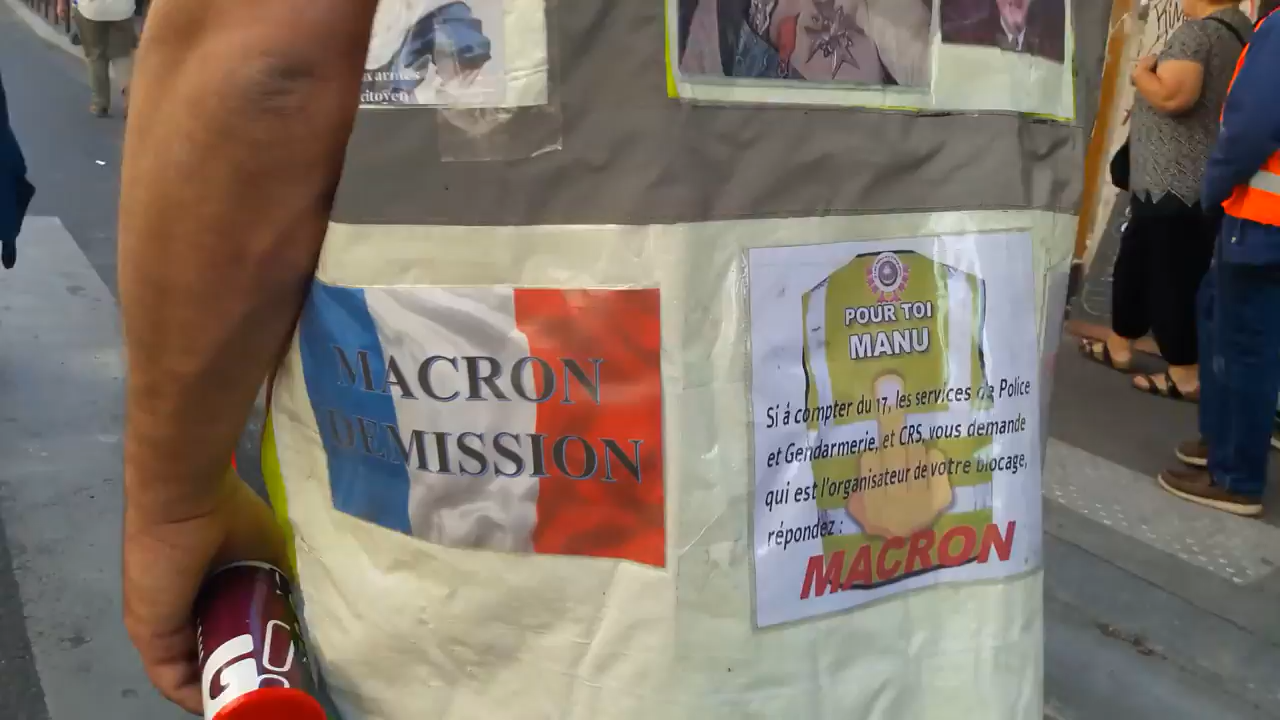 itoyen
MACRON
DEMISSION
POUR TOI
MANU
Si á compter du 17, les services de Police
et Gendarmerie, et CRS, vous demande
qui est l'organisateur de votre blocage,
répondez :
MACRON